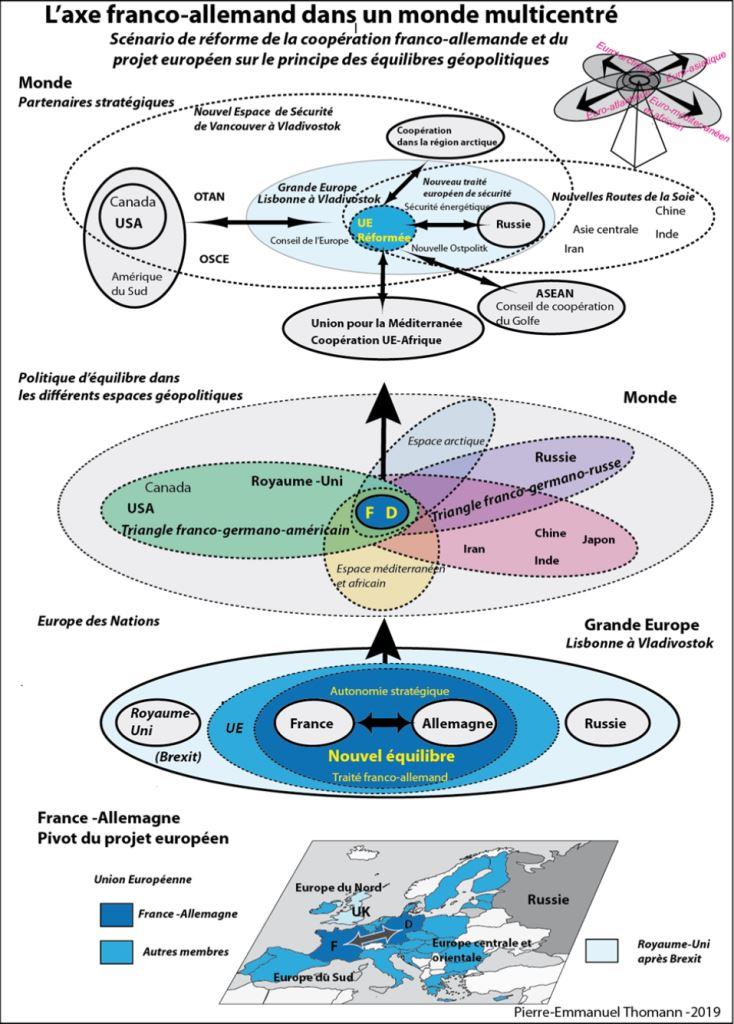 L'axe franco-allemand dans un monde multicentré
Scénario de réforme de la coopération franco-allemande et du
projet européen sur le principe des équilibres géopolitiques
Euro-asiatique
Euro-atlantique
Euro-méditerranéen
et africain
Monde
Partenaires stratégiques
Nouvel Espace de Sécurité
de Vancouver à Vladivostok
Coopération
dans la région arctique
Canada
USA
Amérique
du Sud
OTAN
OSCE
Grande Europe
Lisbonne à Vladivostok
Conseil de l'Europe
Nouveau traité
européen de sécurité
Sécurité énergétique
UE
Réformée
Russie
Nouvelle Ostpolitk
Nouvelles Routes de la Soie
Chine
Asie centrale
Inde
Iran
ASEAN
Conseil de coopération
du Golfe
Union pour la Méditerranée
Coopération UE-Afrique
Politique d'équilibre dans
les différents espaces géopolitiques
Monde
Espace arctique
Russie
Triangle franco-germano-russe
Canada
Royaume -Uni
USA
Triangle franco-germano-américain
F D
Chine
Japon
Iran
Inde
Espace méditerranéen
et africain
Europe des Nations
Grande Europe
Lisbonne à Vladivostok
Autonomie stratégique
Royaume-
Uni
(Brexit)
UE
France
Allemagne
Russie
Nouvel équilibre
Traité franco-allemand
France -Allemagne
Pivot du projet européen
Union Européenne
France -Allemagne
Autres membres
Europe du Nord
UK
Russie
D
F
Europe centrale et
orientale
Europe du Sud
Royaume-Uni
après Brexit
Pierre-Emmanuel Thomann -2019